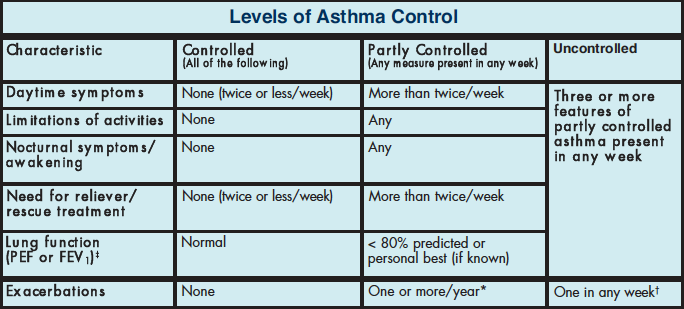 Levels of Asthma Control
Characteristic
Controlled
(All of the following)
Partly Controlled
(Any measure present in any week)
Uncontrolled
Daytime symptoms
None (twice or less/week)
More than twice/week
Three or more
features of
partly controlled
asthma present
in any week
Limitations of activities
None
Any
Nocturnal symptoms/
awakening
None
Any
Need for reliever/
rescue treatment
None (twice or less/week)
More than twice/week
Lung function
(PEF or FEV₁)‡
Normal
< 80% predicted or
personal best (if known)
Exacerbations
None
One or more/year*
One in any week†